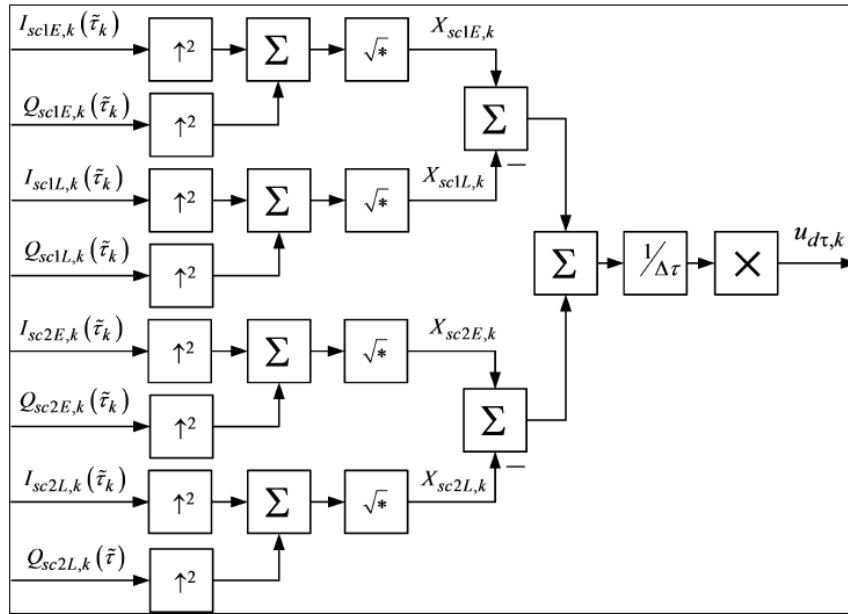 I_{sc1E,k}(τ̃_k) ↑² Σ √* X_{sc1E,k}
Q_{sc1E,k}(τ̃_k) ↑² Σ
I_{sc1L,k}(τ̃_k) ↑² Σ √* X_{sc1L,k} −
Q_{sc1L,k}(τ̃_k) ↑²
Σ 1/Δτ × u_{dτ,k}
I_{sc2E,k}(τ̃_k) ↑² Σ √* X_{sc2E,k}
Q_{sc2E,k}(τ̃_k) ↑² Σ
I_{sc2L,k}(τ̃_k) ↑² Σ √* X_{sc2L,k} −
Q_{sc2L,k}(τ̃) ↑²